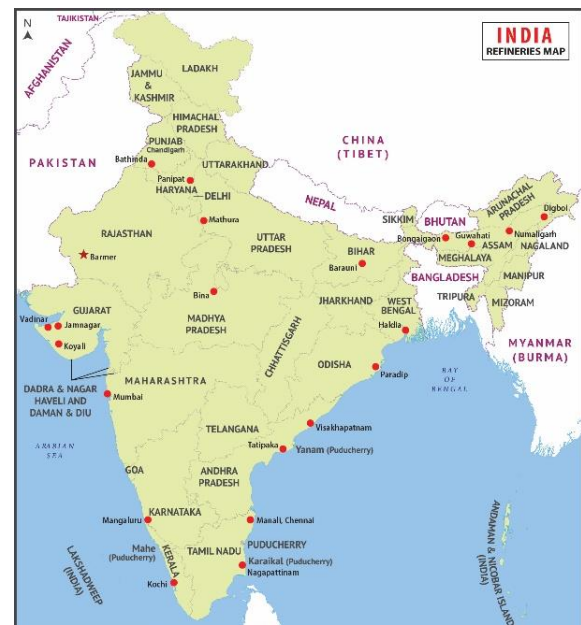 TAJIKISTAN
N
INDIA
REFINERIES MAP
AFGHANISTAN
LADAKH
JAMMU
&
KASHMIR
HIMACHAL
PRADESH
CHINA
(TIBET)
PUNJAB
Chandigarh
PAKISTAN
Bathinda
UTTARAKHAND
Panipat
HARYANA
DELHI
NEPAL
ARUNACHAL
PRADESH
Digboi
SIKKIM
BHUTAN
Mathura
RAJASTHAN
UTTAR
PRADESH
Bongaigaon
Guwahati
Numaligarh
ASSAM
NAGALAND
MEGHALAYA
Barmer
BIHAR
Barauni
BANGLADESH
MANIPUR
Bina
JHARKHAND
WEST
BENGAL
TRIPURA
MIZORAM
GUJARAT
Vadinar
Jamnagar
MADHYA
PRADESH
Haldia
MYANMAR
(BURMA)
Koyali
CHHATTISGARH
ODISHA
Paradip
BAY
OF
BENGAL
DADRA & NAGAR
HAVELI AND
DAMAN & DIU
MAHARASHTRA
Mumbai
Visakhapatnam
TELANGANA
Tatipaka
Yanam (Puducherry)
ARABIAN
SEA
GOA
ANDHRA
PRADESH
KARNATAKA
Mangaluru
Manali, Chennai
Mahe
(Puducherry)
KERALA
TAMIL NADU
PUDUCHERRY
Karaikal (Puducherry)
Nagapattinam
Kochi
LAKSHADWEEP
(INDIA)
ANDAMAN & NICOBAR ISLAND
(INDIA)